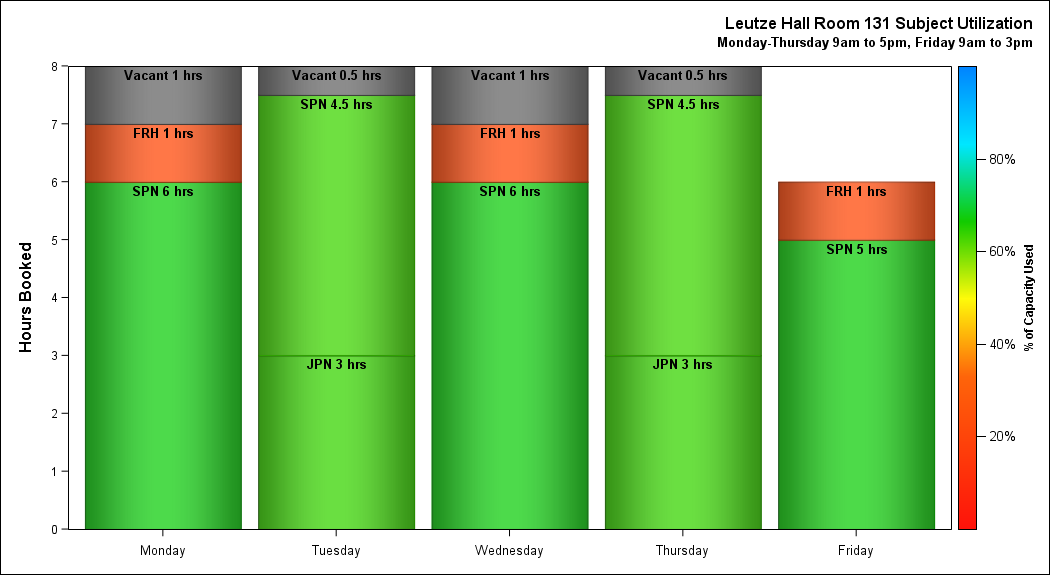 Leutze Hall Room 131 Subject Utilization
Monday-Thursday 9am to 5pm, Friday 9am to 3pm
Hours Booked
8
7
6
5
4
3
2
1
0
Vacant 1 hrs
FRH 1 hrs
SPN 6 hrs
Vacant 0.5 hrs
SPN 4.5 hrs
JPN 3 hrs
Vacant 1 hrs
FRH 1 hrs
SPN 6 hrs
Vacant 0.5 hrs
SPN 4.5 hrs
JPN 3 hrs
FRH 1 hrs
SPN 5 hrs
Monday
Tuesday
Wednesday
Thursday
Friday
80%
60%
40%
20%
% of Capacity Used